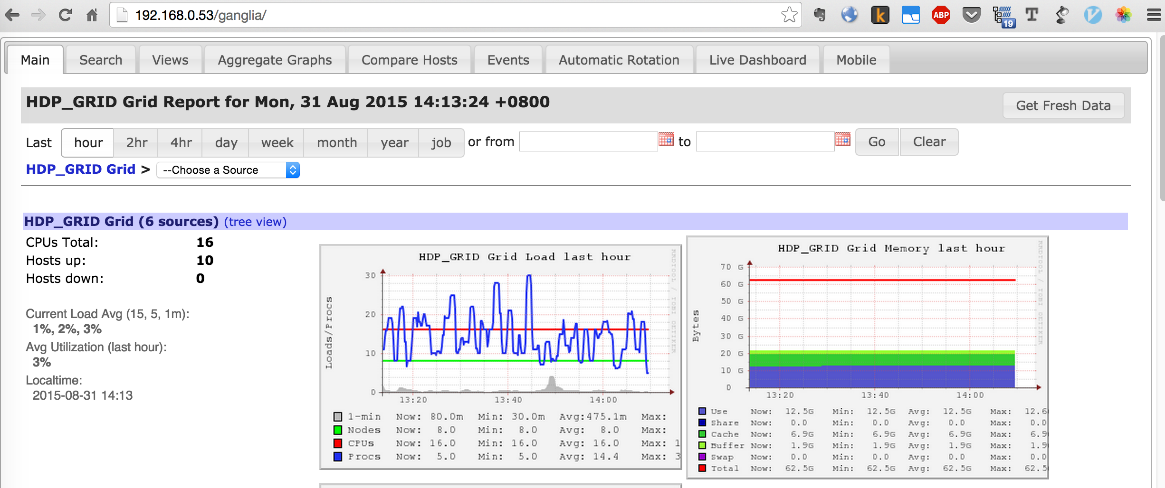 192.168.0.53/ganglia/
ABP
19
Main Search Views Aggregate Graphs Compare Hosts Events Automatic Rotation Live Dashboard Mobile
HDP_GRID Grid Report for Mon, 31 Aug 2015 14:13:24 +0800
Get Fresh Data
Last hour 2hr 4hr day week month year job or from to Go Clear
HDP_GRID Grid > --Choose a Source
HDP_GRID Grid (6 sources) (tree view)
CPUs Total: 16
Hosts up: 10
Hosts down: 0
Current Load Avg (15, 5, 1m):
1%, 2%, 3%
Avg Utilization (last hour):
3%
Localtime:
2015-08-31 14:13
HDP_GRID Grid Load last hour
Loads/Procs
30
20
10
0
13:20 13:40 14:00
1-min Now: 80.0m Min: 30.0m Avg:475.1m Max:
Nodes Now: 8.0 Min: 8.0 Avg: 8.0 Max:
CPUs Now: 16.0 Min: 16.0 Avg: 16.0 Max: 1
Procs Now: 5.0 Min: 5.0 Avg: 14.4 Max: 3
HDP_GRID Grid Memory last hour
Bytes
70 G
60 G
50 G
40 G
30 G
20 G
10 G
0
13:20 13:40 14:00
Use Now: 12.5G Min: 12.5G Avg: 12.5G Max: 12.6
Share Now: 0.0 Min: 0.0 Avg: 0.0 Max: 0.0
Cache Now: 6.9G Min: 6.9G Avg: 6.9G Max: 6.9
Buffer Now: 1.9G Min: 1.9G Avg: 1.9G Max: 1.9
Swap Now: 0.0 Min: 0.0 Avg: 0.0 Max: 0.0
Total Now: 62.5G Min: 62.5G Avg: 62.5G Max: 62.5